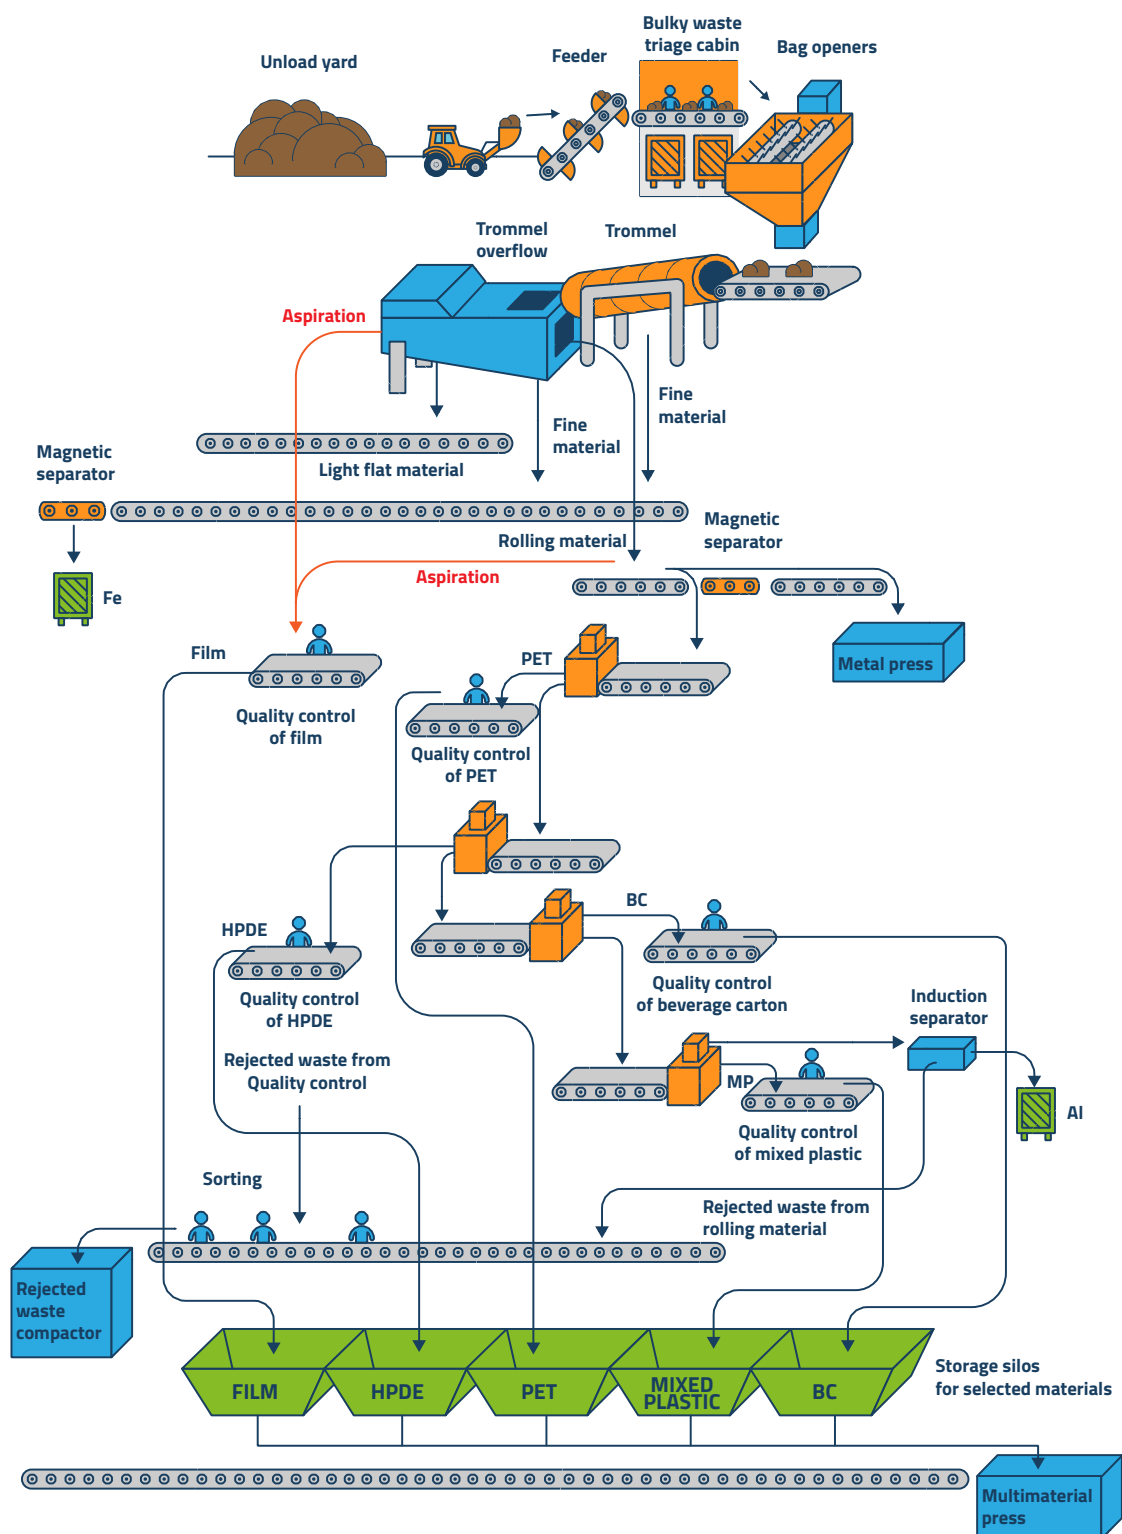 Bulky waste
triage cabin
Bag openers
Feeder
Unload yard
Trommel
overflow
Trommel
Aspiration
Fine
material
Fine
material
Magnetic
separator
Light flat material
Magnetic
separator
Rolling material
Aspiration
Fe
Film
PET
Metal press
Quality control
of film
Quality control
of PET
BC
HPDE
Quality control
of HPDE
Quality control
of beverage carton
Induction
separator
Rejected waste from
Quality control
MP
Al
Quality control
of mixed plastic
Sorting
Rejected waste from
rolling material
Rejected
waste
compactor
Storage silos
for selected materials
FILM
HPDE
PET
MIXED
PLASTIC
BC
Multimaterial
press